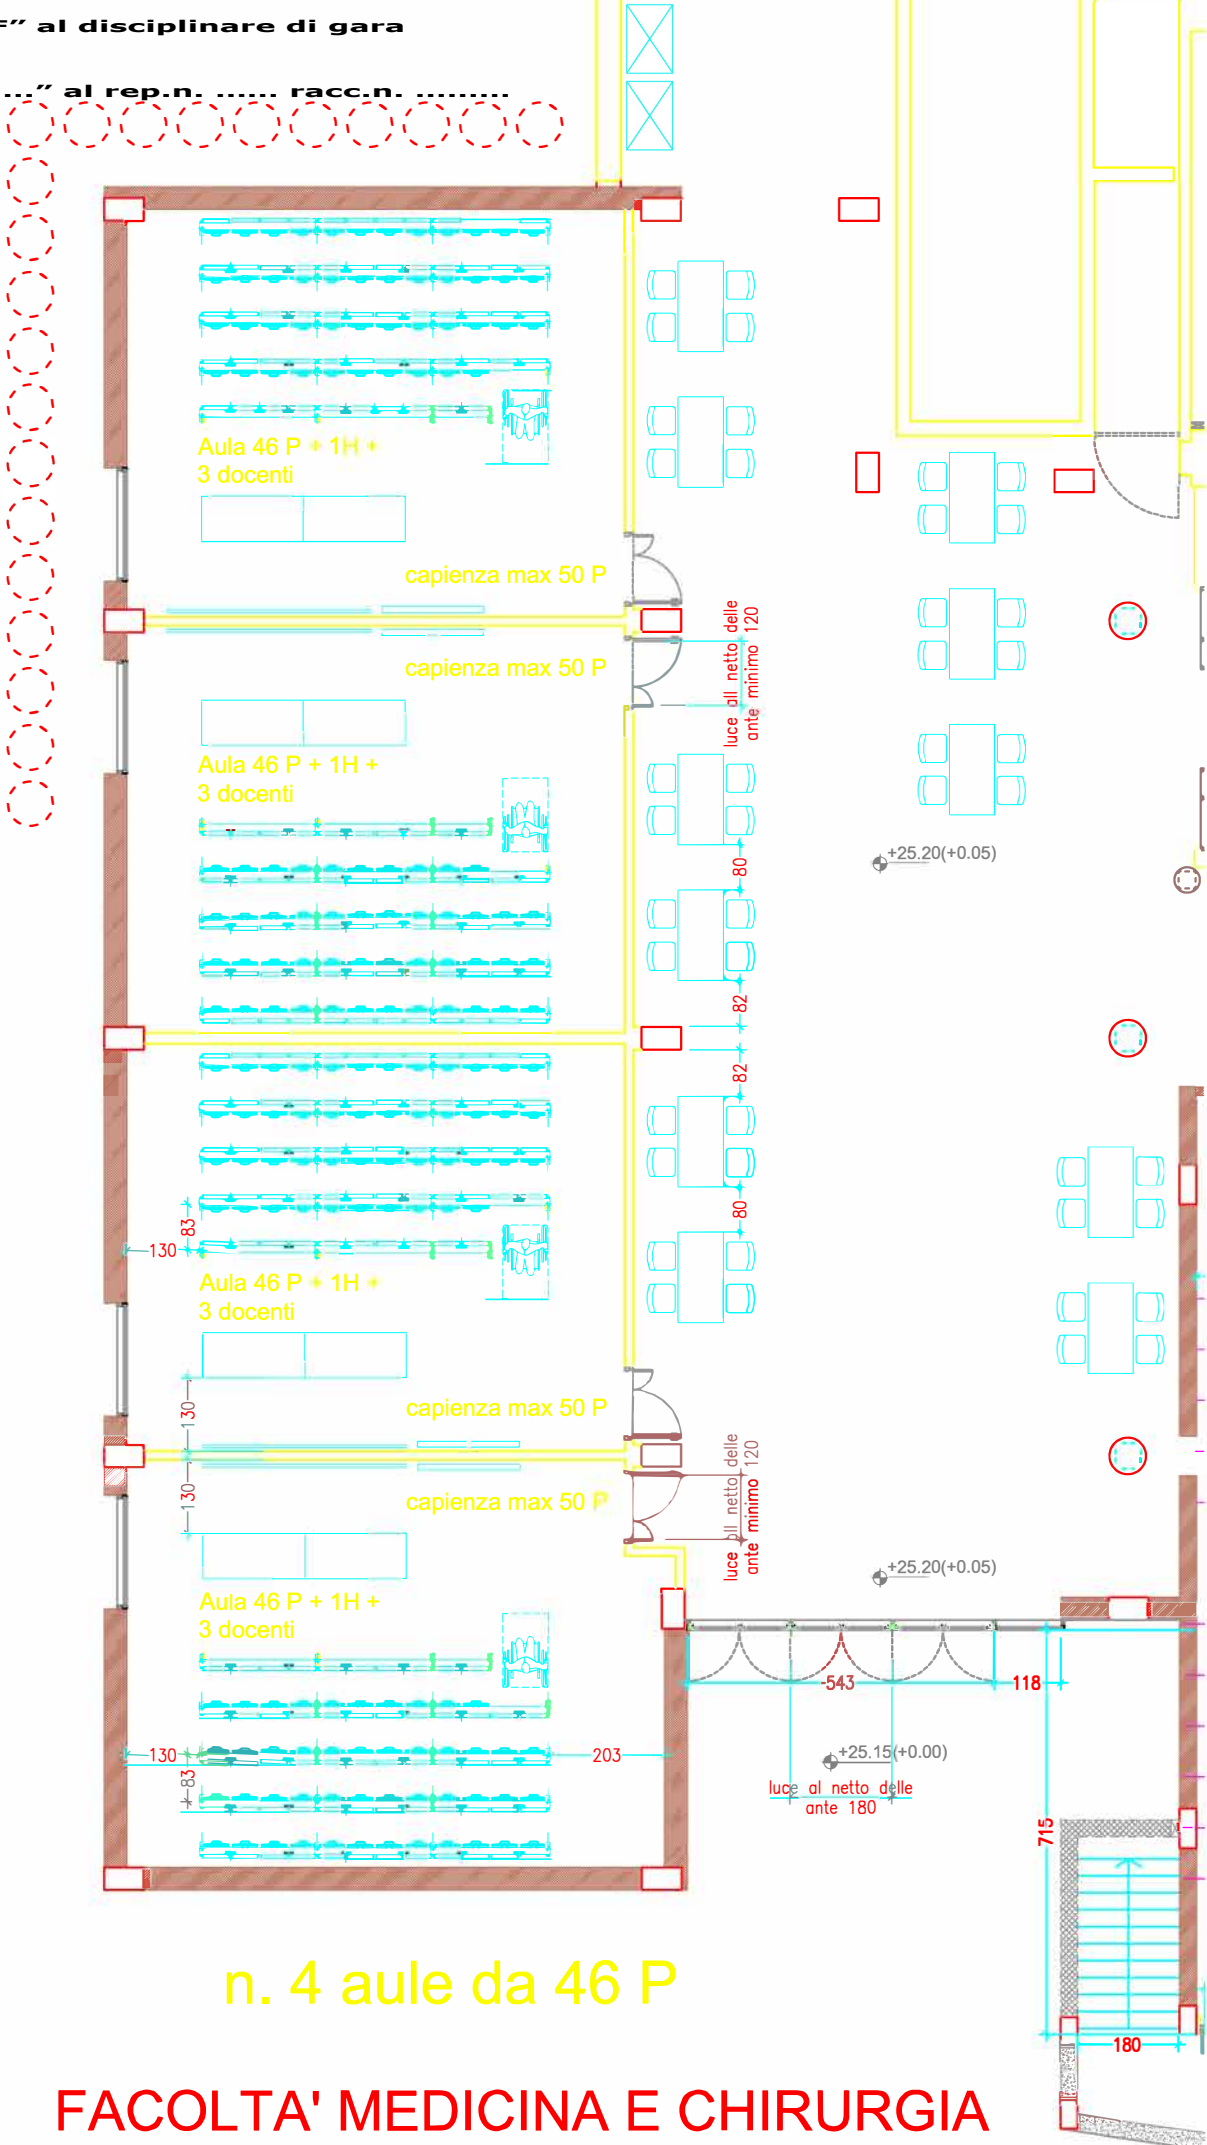 F” al disciplinare di gara
...” al rep.n. ...... racc.n. .........
Aula 46 P + 1H +
3 docenti
capienza max 50 P
luce all netto delle
ante minimo 120
capienza max 50 P
Aula 46 P + 1H +
3 docenti
+25.20(+0.05)
80
82
82
80
83
130
Aula 46 P + 1H +
3 docenti
130
capienza max 50 P
luce all netto delle
ante minimo 120
130
capienza max 50 P
+25.20(+0.05)
Aula 46 P + 1H +
3 docenti
543
118
130
203
+25.15(+0.00)
83
luce al netto delle
ante 180
715
n. 4 aule da 46 P
180
FACOLTA' MEDICINA E CHIRURGIA